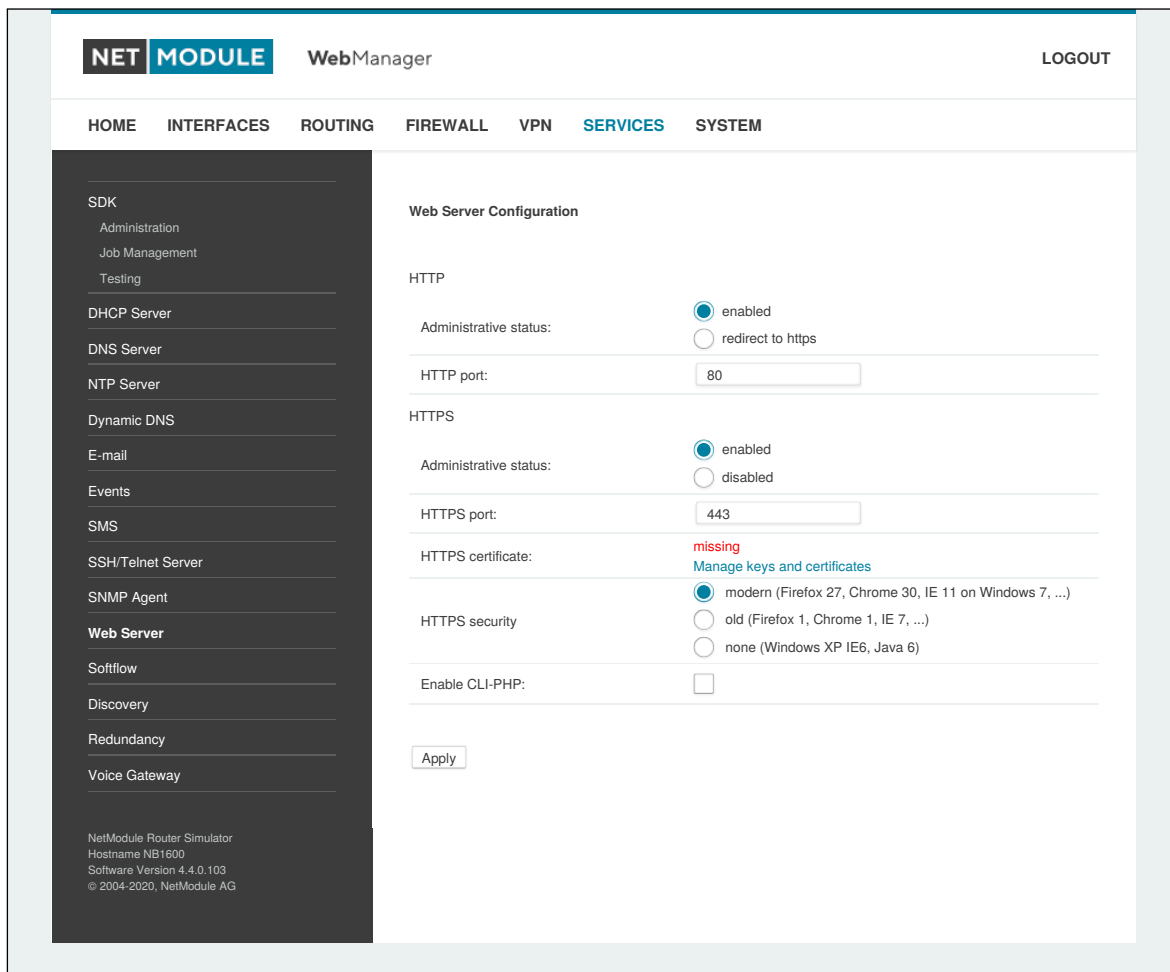 NET MODULE WebManager LOGOUT
HOME INTERFACES ROUTING FIREWALL VPN SERVICES SYSTEM
SDK
Administration
Job Management
Testing
DHCP Server
DNS Server
NTP Server
Dynamic DNS
E-mail
Events
SMS
SSH/Telnet Server
SNMP Agent
Web Server
Softflow
Discovery
Redundancy
Voice Gateway
NetModule Router Simulator
Hostname NB1600
Software Version 4.4.0.103
© 2004-2020, NetModule AG
Web Server Configuration
HTTP
Administrative status:
enabled
redirect to https
HTTP port: 80
HTTPS
Administrative status:
enabled
disabled
HTTPS port: 443
HTTPS certificate:
missing
Manage keys and certificates
HTTPS security
modern (Firefox 27, Chrome 30, IE 11 on Windows 7, ...)
old (Firefox 1, Chrome 1, IE 7, ...)
none (Windows XP IE6, Java 6)
Enable CLI-PHP:
Apply